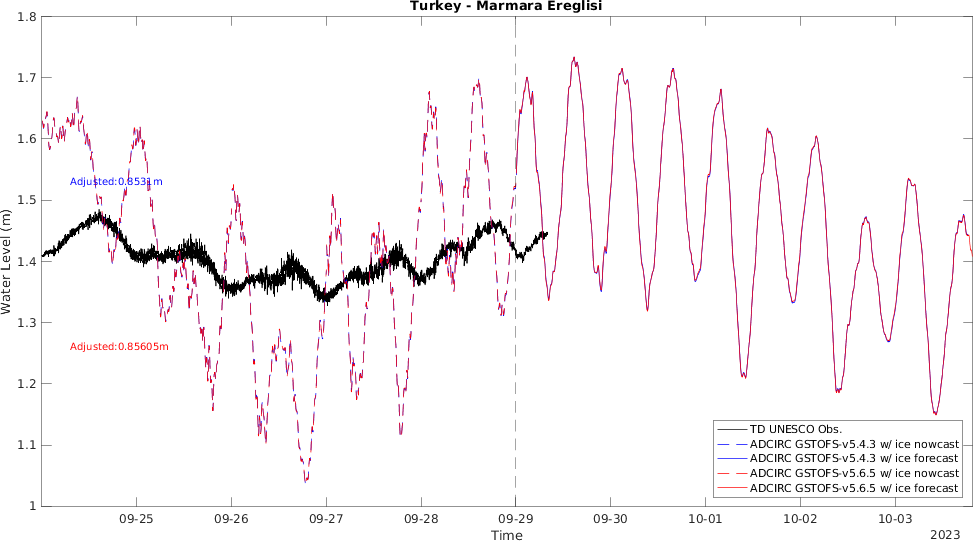 Turkey - Marmara Ereglisi
Water Level (m)
1.8
1.7
1.6
1.5
1.4
1.3
1.2
1.1
1
Adjusted:0.8531m
Adjusted:0.85605m
TD UNESCO Obs.
ADCIRC GSTOFS-v5.4.3 w/ ice nowcast
ADCIRC GSTOFS-v5.4.3 w/ ice forecast
ADCIRC GSTOFS-v5.6.5 w/ ice nowcast
ADCIRC GSTOFS-v5.6.5 w/ ice forecast
09-25 09-26 09-27 09-28 09-29 09-30 10-01 10-02 10-03
Time
2023